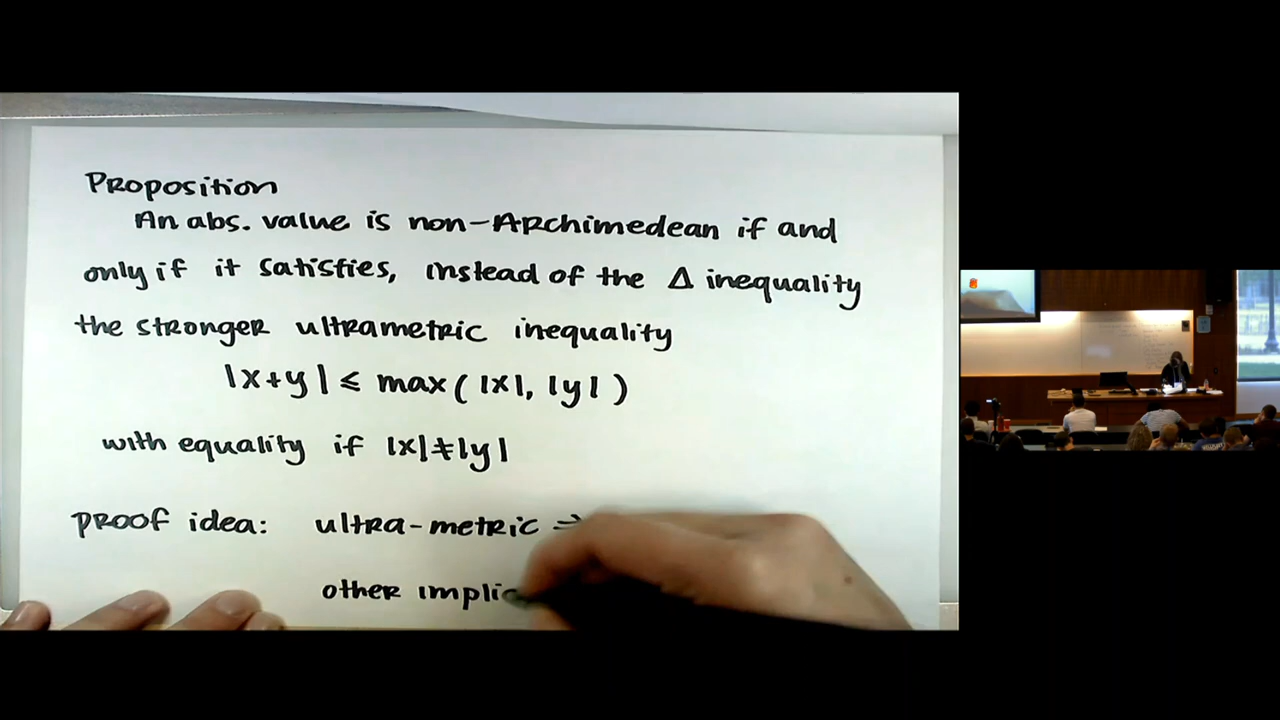 Proposition
An abs. value is non-Archimedean if and
only if it satisfies, instead of the Δ inequality
the stronger ultrametric inequality
|x+y| ≤ max(|x|, |y|)
with equality if |x|≠|y|
proof idea: ultra-metric ⇒
other